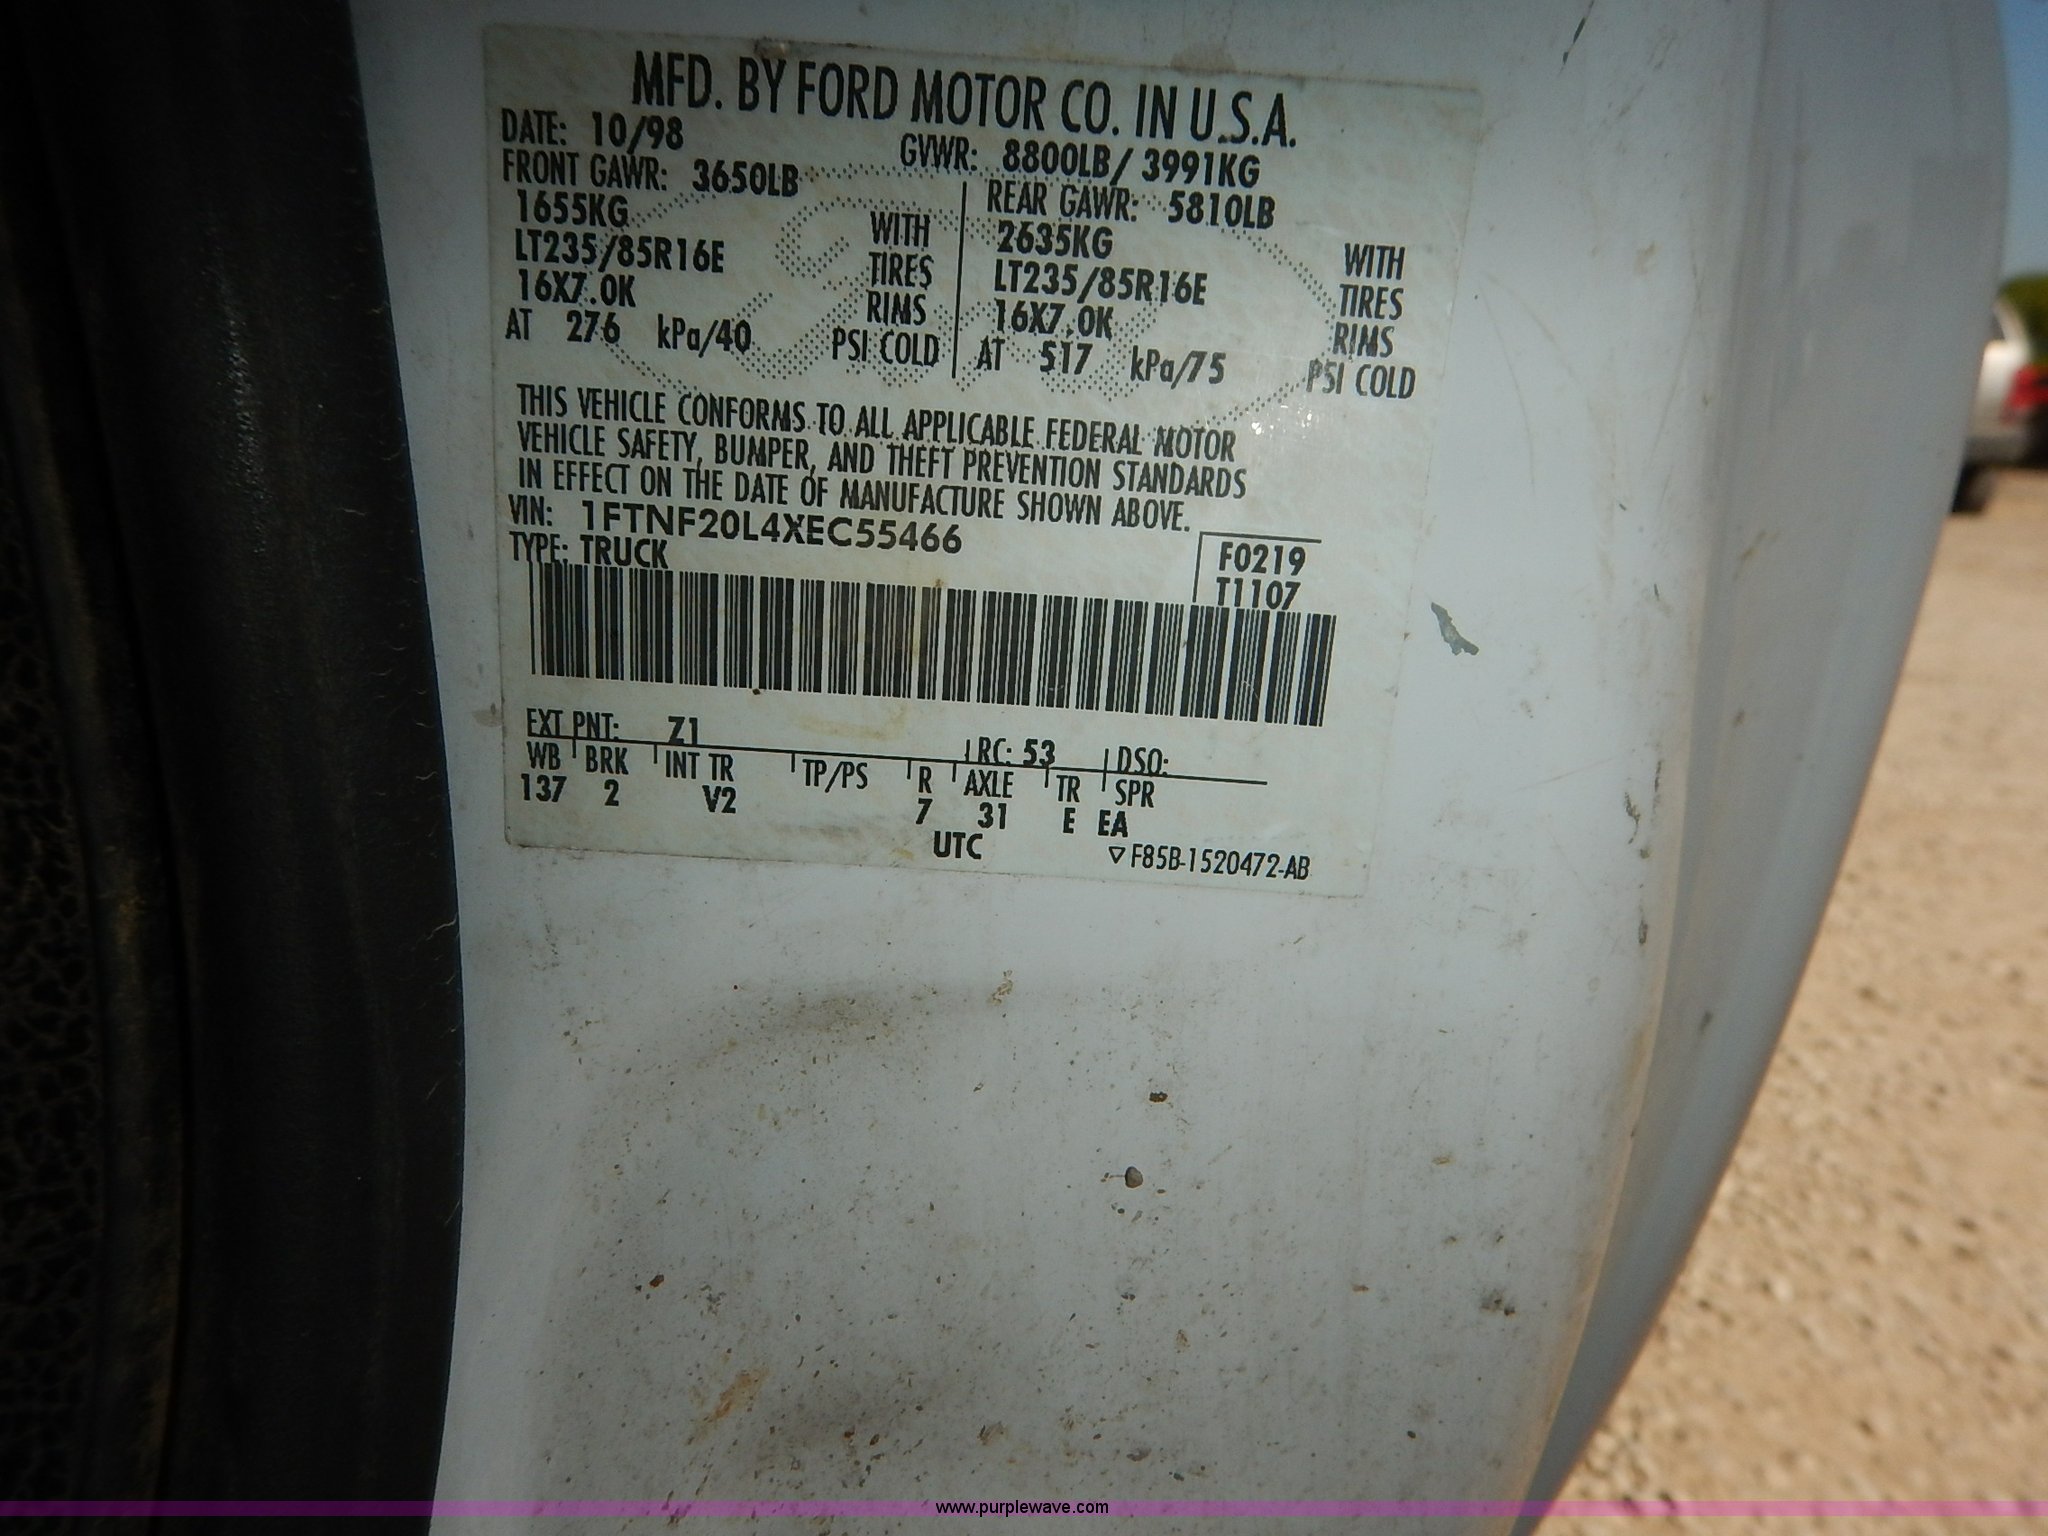 MFD. BY FORD MOTOR CO. IN U.S.A.
DATE: 10/98 GVWR: 8800LB/ 3991KG
FRONT GAWR: 3650LB REAR GAWR: 5810LB
1655KG WITH 2635KG WITH
LT235/85R16E TIRES LT235/85R16E TIRES
16X7.0K RIMS 16X7.0K RIMS
AT 276 kPa/40 PSI COLD AT 517 kPa/75 PSI COLD
THIS VEHICLE CONFORMS TO ALL APPLICABLE FEDERAL MOTOR
VEHICLE SAFETY, BUMPER, AND THEFT PREVENTION STANDARDS
IN EFFECT ON THE DATE OF MANUFACTURE SHOWN ABOVE.
VIN: 1FTNF20L4XEC55466
TYPE: TRUCK
F0219
T1107
EXT PNT: Z1 RC: 53 DSO:
WB BRK INT TR TP/PS R AXLE TR SPR
137 2 V2 7 31 E EA
UTC
F85B-1520472-AB
www.purplewave.com